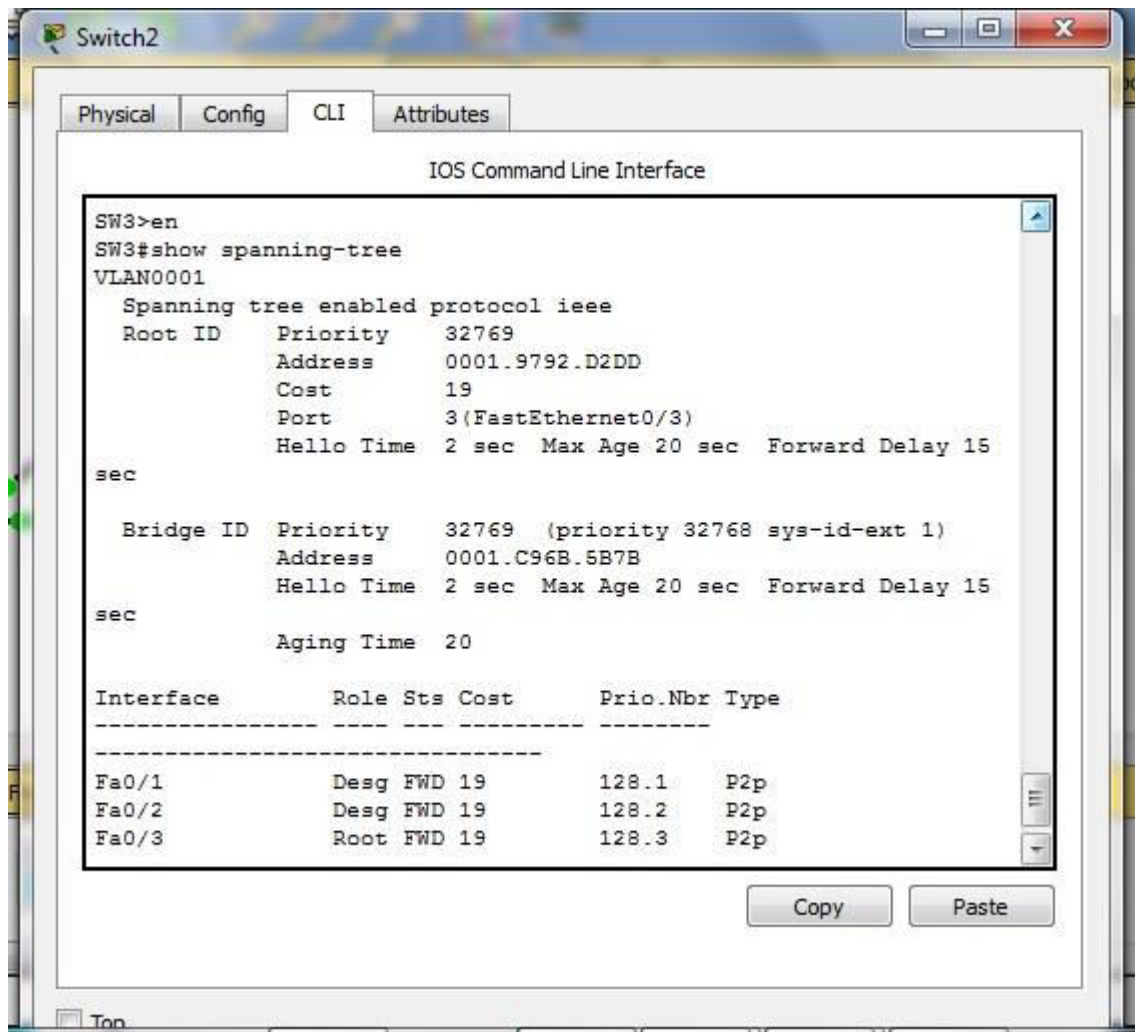 Switch2
Physical Config CLI Attributes
IOS Command Line Interface
SW3>en
SW3#show spanning-tree
VLAN0001
  Spanning tree enabled protocol ieee
  Root ID    Priority    32769
             Address     0001.9792.D2DD
             Cost        19
             Port        3(FastEthernet0/3)
             Hello Time  2 sec  Max Age 20 sec  Forward Delay 15
sec
  Bridge ID  Priority    32769  (priority 32768 sys-id-ext 1)
             Address     0001.C96B.5B7B
             Hello Time  2 sec  Max Age 20 sec  Forward Delay 15
sec
             Aging Time  20
Interface        Role Sts Cost      Prio.Nbr Type
---------------- ---- --- --------- --------
--------------------------------
Fa0/1            Desg FWD 19        128.1    P2p
Fa0/2            Desg FWD 19        128.2    P2p
Fa0/3            Root FWD 19        128.3    P2p
Copy Paste
Top